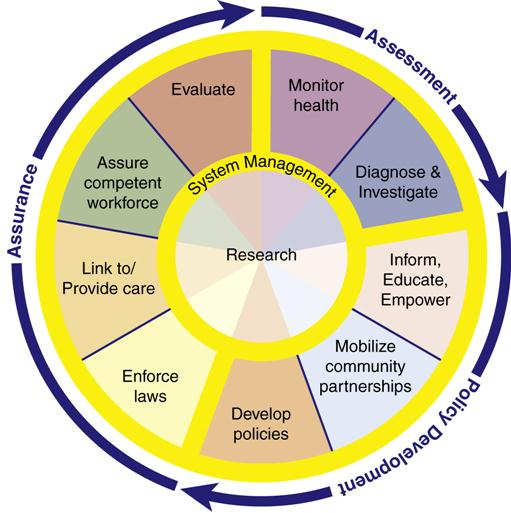 Assessment
Monitor
health
Diagnose &
Investigate
Inform,
Educate,
Empower
Mobilize
community
partnerships
Policy Development
Develop
policies
Enforce
laws
Link to/
Provide care
Assure
competent
workforce
Evaluate
Assurance
System Management
Research